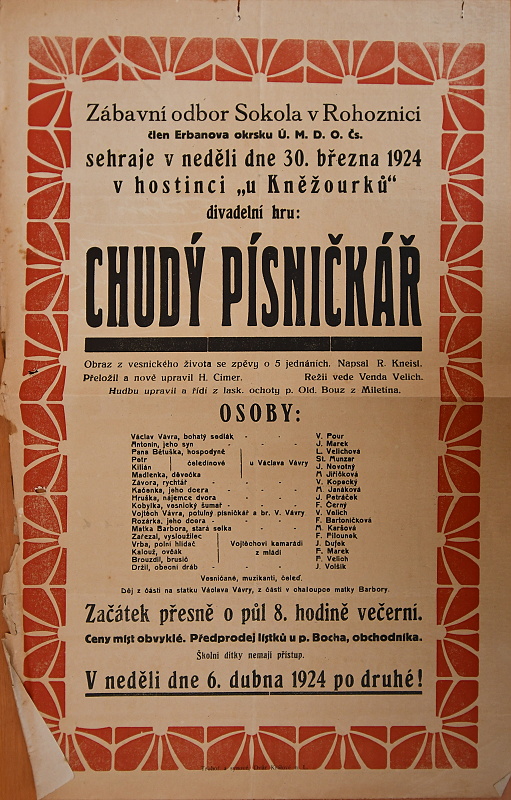 Zábavní odbor Sokola v Rohoznici
člen Erbanova okrsku Ú. M. D. O. Čs.
sehraje v neděli dne 30. března 1924
v hostinci „u Kněžourků“
divadelní hru:
CHUDÝ PÍSNIČKÁŘ
Obraz z vesnického života se zpěvy o 5 jednáních. Napsal R. Kneisl.
Přeložil a nově upravil H. Cimer. Režii vede Venda Velich.
Hudbu upravil a řídí z lask. ochoty p. Old. Bouz z Miletína.
OSOBY:
Václav Vávra, bohatý sedlák - - - V. Pour
Antonín, jeho syn - - - - J. Marek
Pana Bětuška, hospodyně L. Velichová
Petr St. Munzar
čeledínové u Václava Vávry
Kilián J. Novotný
Madlenka, děvečka M. Jiřičková
Závora, rychtář - - - - V. Kopecký
Kačenka, jeho dcera - - - - M. Janáková
Hruška, nájemce dvora - - - J. Petráček
Kobylka, vesnický šumař - - - F. Černý
Vojtěch Vávra, potulný písničkář a br. V. Vávry V. Velich
Rozárka, jeho dcera - - - - F. Bartoníčková
Matka Barbora, stará selka - - - M. Karšová
Zařezal, vysloužilec F. Pilounek
Vrba, polní hlídač Vojtěchovi kamarádi J. Dufek
Kalouž, ovčák z mládí F. Marek
Brouzdil, brusič F. Velich
Držil, obecní dráb - - - - J. Volšík
Vesničané, muzikanti, čeleď.
Děj z části na statku Václava Vávry, z části v chaloupce matky Barbory.
Začátek přesně o půl 8. hodině večerní.
Ceny míst obvyklé. Předprodej lístků u p. Bocha, obchodníka.
Školní dítky nemají přístup.
V neděli dne 6. dubna 1924 po druhé!